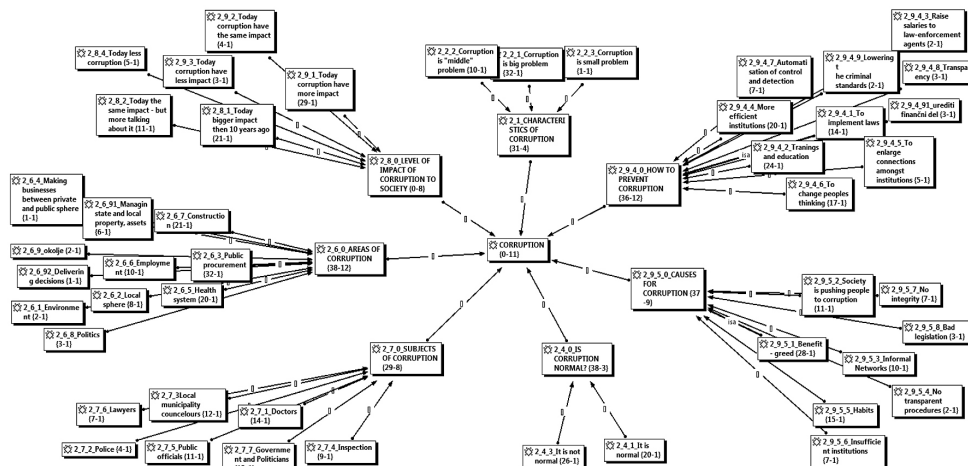 2_9_2_Today
corruption have
the same impact
(4-1)
2_8_4_Today less
corruption (5-1)
2_9_3_Today
corruption have
less impact (3-1)
2_9_1_Today
corruption have
more impact
(29-1)
2_8_2_Today the
same impact - but
more talking
about it (11-1)
2_8_1_Today
bigger impact
then 10 years ago
(21-1)
2_8_0_LEVEL OF
IMPACT OF
CORRUPTION TO
SOCIETY (0-8)
2_2_2_Corruption
is "middle"
problem (10-1)
2_2_1_Corruption
is big problem
(32-1)
2_2_3_Corruption
is small problem
(1-1)
2_1_CHARACTERI
STICS OF
CORRUPTION
(31-4)
2_9_4_3_Raise
salaries to
law-enforcement
agents (2-1)
2_9_4_7_Automati
sation of control
and detection
(7-1)
2_9_4_9_Lowering
t
he criminal
standards (2-1)
2_9_4_8_Transpar
ency (3-1)
2_9_4_4_More
efficient
institutions (20-1)
2_9_4_1_To
implement laws
(14-1)
2_9_4_91_urediti
finančni del (3-1)
2_9_4_2_Tranings
and education
(24-1)
isa
2_9_4_5_To
enlarge
connections
amongst
institutions (5-1)
2_9_4_6_To
change peoples
thinking (17-1)
2_9_4_0_HOW TO
PREVENT
CORRUPTION
(36-12)
2_6_4_Making
businesses
between private
and public sphere
(1-1)
2_6_91_Managin
state and local
property, assets
(6-1)
2_6_7_Constructio
n (21-1)
2_6_9_okolje (2-1)
2_6_3_Public
procurement
(32-1)
2_6_6_Employme
nt (10-1)
2_6_92_Deliverin
g decisions (1-1)
2_6_5_Health
system (20-1)
2_6_2_Local
sphere (8-1)
2_6_1_Environme
nt (2-1)
2_6_8_Politics
(3-1)
2_6_0_AREAS OF
CORRUPTION
(38-12)
CORRUPTION
(0-11)
2_9_5_0_CAUSES
FOR
CORRUPTION (37
-9)
2_9_5_2_Society
is pushing people
to corruption
(11-1)
2_9_5_7_No
integrity (7-1)
2_9_5_8_Bad
legislation (3-1)
isa
2_9_5_1_Benefit
- greed (28-1)
2_9_5_3_Informal
Networks (10-1)
2_9_5_4_No
transparent
procedures (2-1)
2_9_5_5_Habits
(15-1)
2_9_5_6_Insufficie
nt institutions
(7-1)
2_7_0_SUBJECTS
OF CORRUPTION
(29-8)
2_4_0_IS
CORRUPTION
NORMAL? (38-3)
2_7_3Local
municipality
councelours (12-1)
2_7_6_Lawyers
(7-1)
2_7_1_Doctors
(14-1)
2_7_2_Police (4-1)
2_7_5_Public
officials (11-1)
2_7_7_Governme
nt and Politicians
2_7_4_Inspection
(9-1)
2_4_3_It is not
normal (26-1)
2_4_1_It is
normal (20-1)